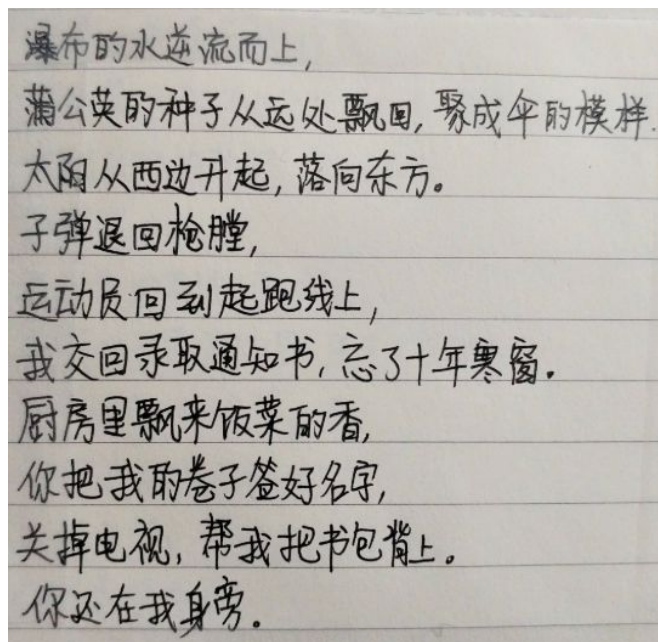 瀑布的水逆流而上,
蒲公英的种子从远处飘回,聚成伞的模样.
太阳从西边升起,落向东方。
子弹退回枪膛,
运动员回到起跑线上,
我交回录取通知书,忘了十年寒窗.
厨房里飘来饭菜的香,
你把我的卷子签好名字,
关掉电视,帮我把书包背上。
你还在我身旁。